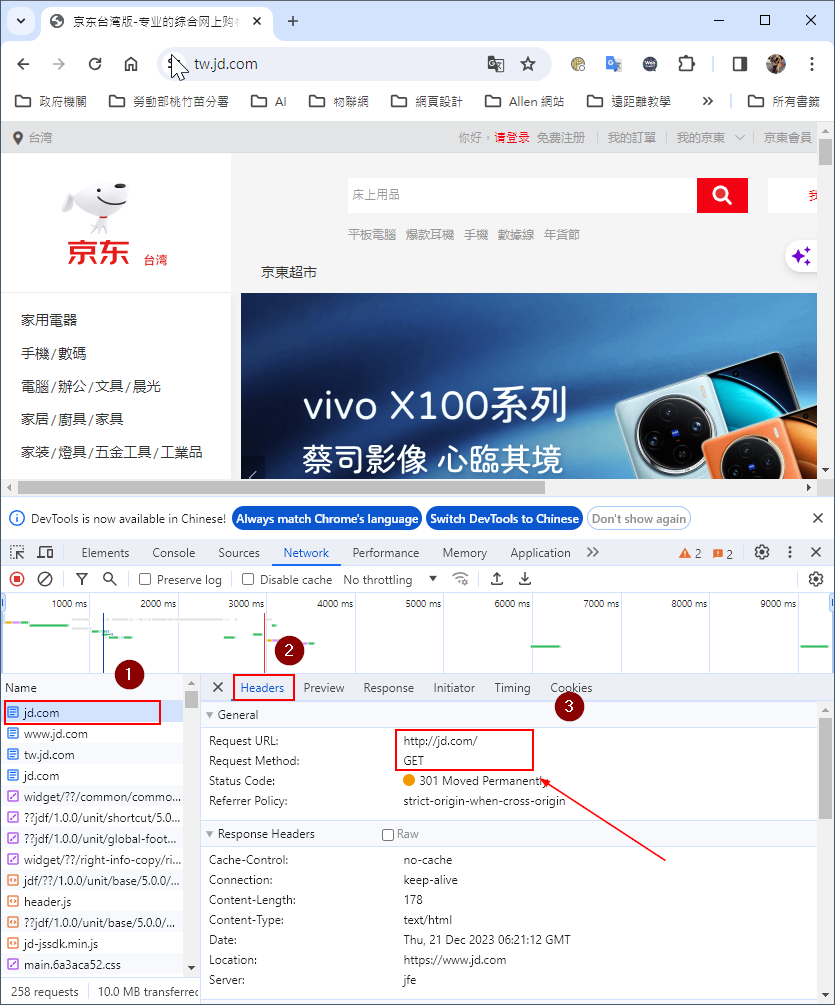 京东台湾版-专业的综合网上购物
tw.jd.com
政府機關 勞動部桃竹苗分署 AI 物聯網 網頁設計 Allen 網站 遠距離教學 » 所有書籤
台湾 你好，请登录 免费注册 我的訂單 我的京東 京東會員
床上用品
我
平板電腦 爆款耳機 手機 數據線 年貨節
京东
台湾
京東超市
家用電器
手機/數碼
電腦/辦公/文具/晨光
家居/廚具/家具
家装/燈具/五金工具/工業品
vivo X100系列
蔡司影像 心臨其境
ZEISS
DevTools is now available in Chinese! Always match Chrome's language Switch DevTools to Chinese Don't show again
Elements Console Sources Network Performance Memory Application » 2 2
Preserve log Disable cache No throttling
1000 ms 2000 ms 3000 ms 4000 ms 5000 ms 6000 ms 7000 ms 8000 ms 9000 ms
1
2
Name
Headers Preview Response Initiator Timing Cookies
3
jd.com
www.jd.com
tw.jd.com
jd.com
widget/??/common/commo...
??jdf/1.0.0/unit/shortcut/5.0...
??jdf/1.0.0/unit/global-foot...
widget/??/right-info-copy/ri...
jdf/??/1.0.0/unit/base/5.0.0/...
header.js
??jdf/1.0.0/unit/base/5.0.0/...
jd-jssdk.min.js
main.6a3aca52.css
258 requests 10.0 MB transferred
General
Request URL: http://jd.com/
Request Method: GET
Status Code: 301 Moved Permanently
Referrer Policy: strict-origin-when-cross-origin
Response Headers Raw
Cache-Control: no-cache
Connection: keep-alive
Content-Length: 178
Content-Type: text/html
Date: Thu, 21 Dec 2023 06:21:12 GMT
Location: https://www.jd.com
Server: jfe